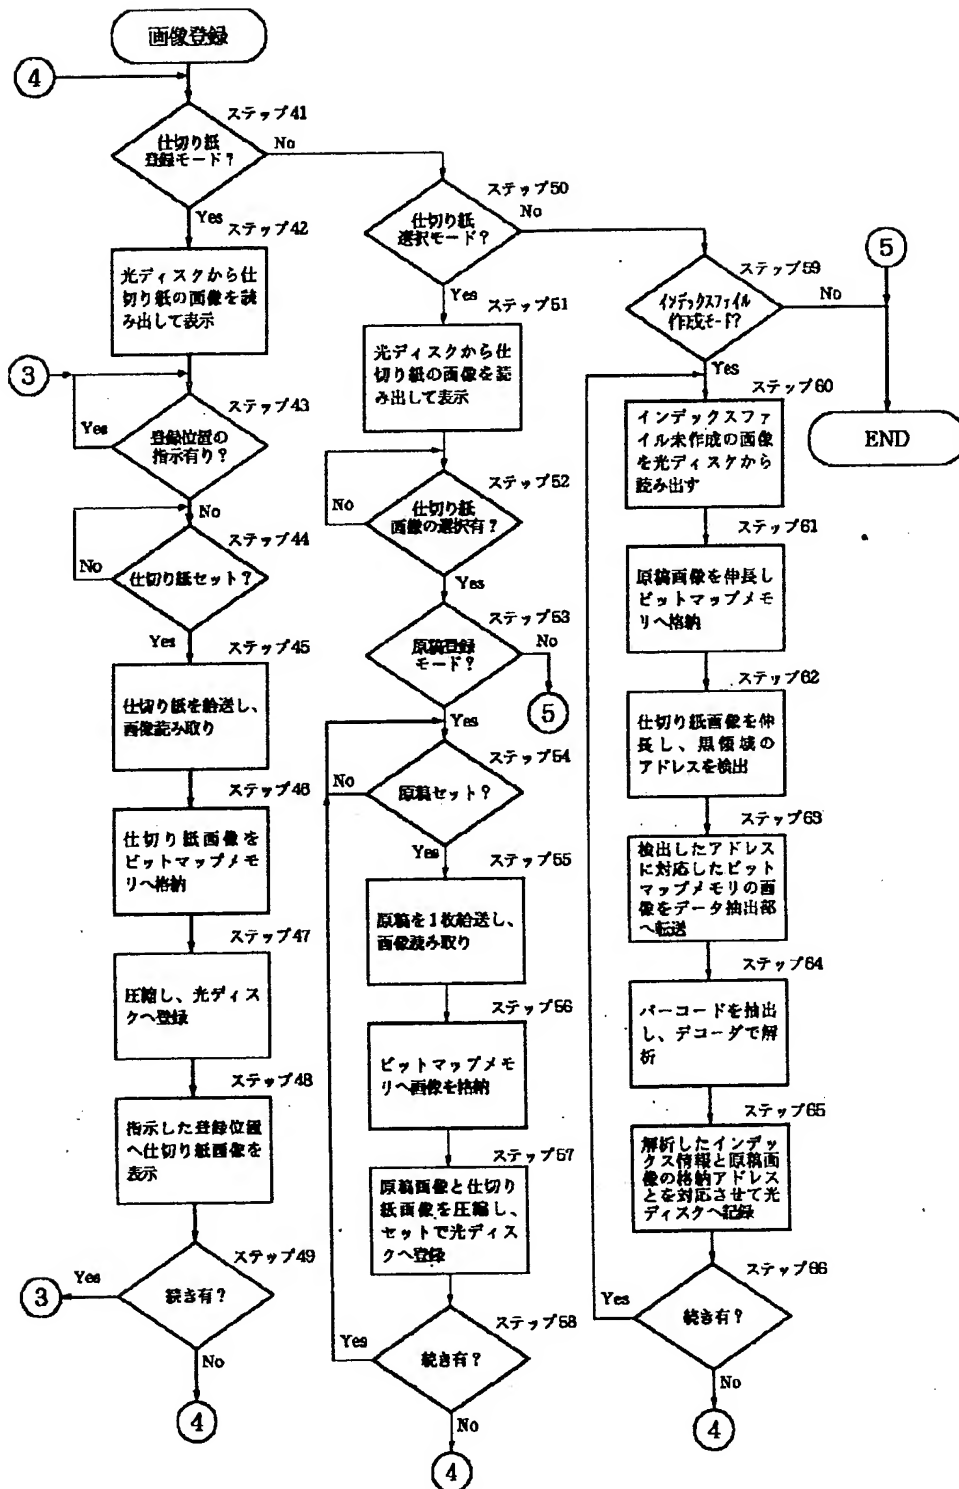 画像登録
④
ステップ41
仕切り紙
登録モード？
No
Yes
ステップ42
光ディスクから仕
切り紙の画像を読
み出して表示
③
ステップ43
Yes
登録位置の
指示有り？
No
ステップ44
No
仕切り紙セット？
Yes
ステップ45
仕切り紙を給送し、
画像読み取り
ステップ46
仕切り紙画像を
ビットマップメモ
リへ格納
ステップ47
圧縮し、光ディス
クへ登録
ステップ48
指示した登録位置
へ仕切り紙画像を
表示
ステップ49
Yes
③
続き有？
No
④
ステップ50
仕切り紙
選択モード？
No
Yes
ステップ51
光ディスクから仕
切り紙の画像を読
み出して表示
ステップ52
No
仕切り紙
画像の選択有？
Yes
ステップ53
原稿登録
モード？
No
⑤
Yes
ステップ54
No
原稿セット？
Yes
ステップ55
原稿を1枚給送し、
画像読み取り
ステップ56
ビットマップメモ
リへ画像を格納
ステップ57
原稿画像と仕切り
紙画像を圧縮し、
セットで光ディス
クへ登録
ステップ58
Yes
続き有？
No
④
⑤
ステップ59
インデックスファイル
作成モード？
No
Yes
END
ステップ60
インデックスファ
イル未作成の画像
を光ディスクから
読み出す
ステップ61
原稿画像を伸長し
ビットマップメモ
リへ格納
ステップ62
仕切り紙画像を伸
長し、黒領域の
アドレスを検出
ステップ63
検出したアドレス
に対応したビット
マップメモリの画
像をデータ抽出部
へ転送
ステップ64
バーコードを抽出
し、デコーダで解
析
ステップ65
解析したインデッ
クス情報と原稿画
像の格納アドレス
とを対応させて光
ディスクへ記録
ステップ66
Yes
続き有？
No
④